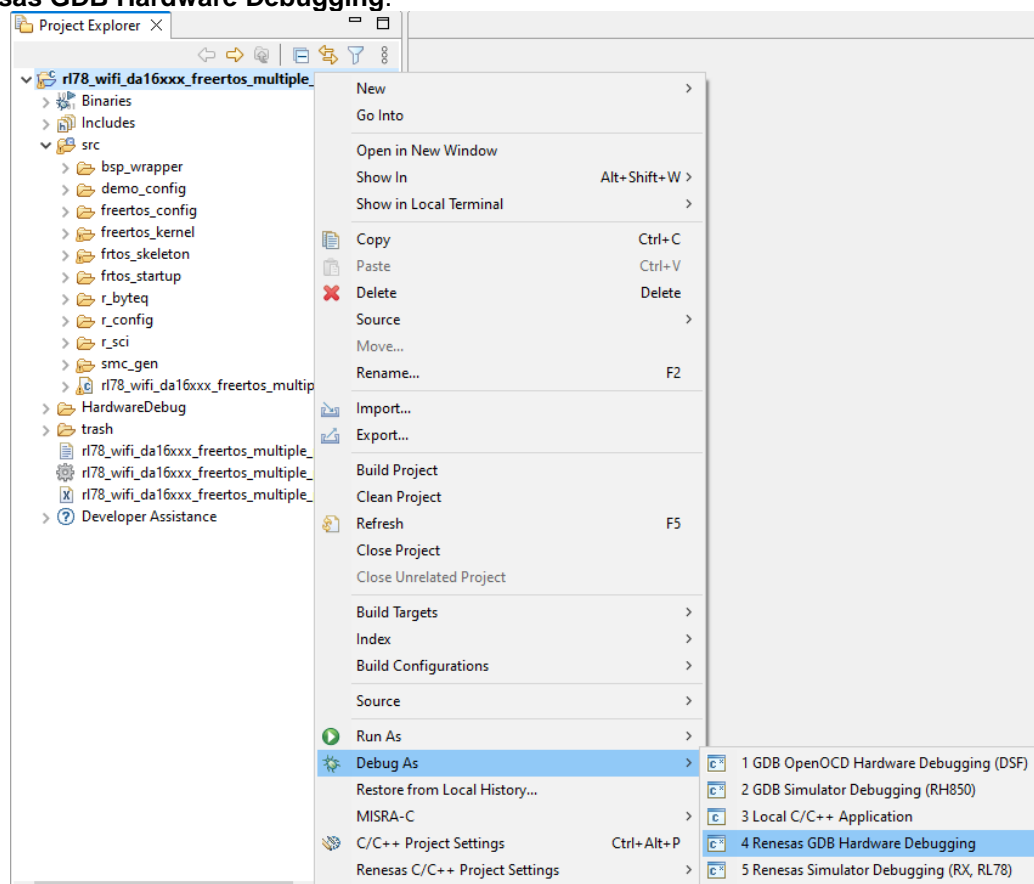 sas GDB Hardware Debugging.
Project Explorer
rl78_wifi_da16xxx_freertos_multiple_
Binaries
Includes
src
bsp_wrapper
demo_config
freertos_config
freertos_kernel
frtos_skeleton
frtos_startup
r_byteq
r_config
r_sci
smc_gen
rl78_wifi_da16xxx_freertos_multip
HardwareDebug
trash
rl78_wifi_da16xxx_freertos_multiple_
rl78_wifi_da16xxx_freertos_multiple_
rl78_wifi_da16xxx_freertos_multiple_
Developer Assistance
New
Go Into
Open in New Window
Show In Alt+Shift+W >
Show in Local Terminal
Copy Ctrl+C
Paste Ctrl+V
Delete Delete
Source
Move...
Rename... F2
Import...
Export...
Build Project
Clean Project
Refresh F5
Close Project
Close Unrelated Project
Build Targets
Index
Build Configurations
Source
Run As
Debug As
Restore from Local History...
MISRA-C
C/C++ Project Settings Ctrl+Alt+P
Renesas C/C++ Project Settings
1 GDB OpenOCD Hardware Debugging (DSF)
2 GDB Simulator Debugging (RH850)
3 Local C/C++ Application
4 Renesas GDB Hardware Debugging
5 Renesas Simulator Debugging (RX, RL78)